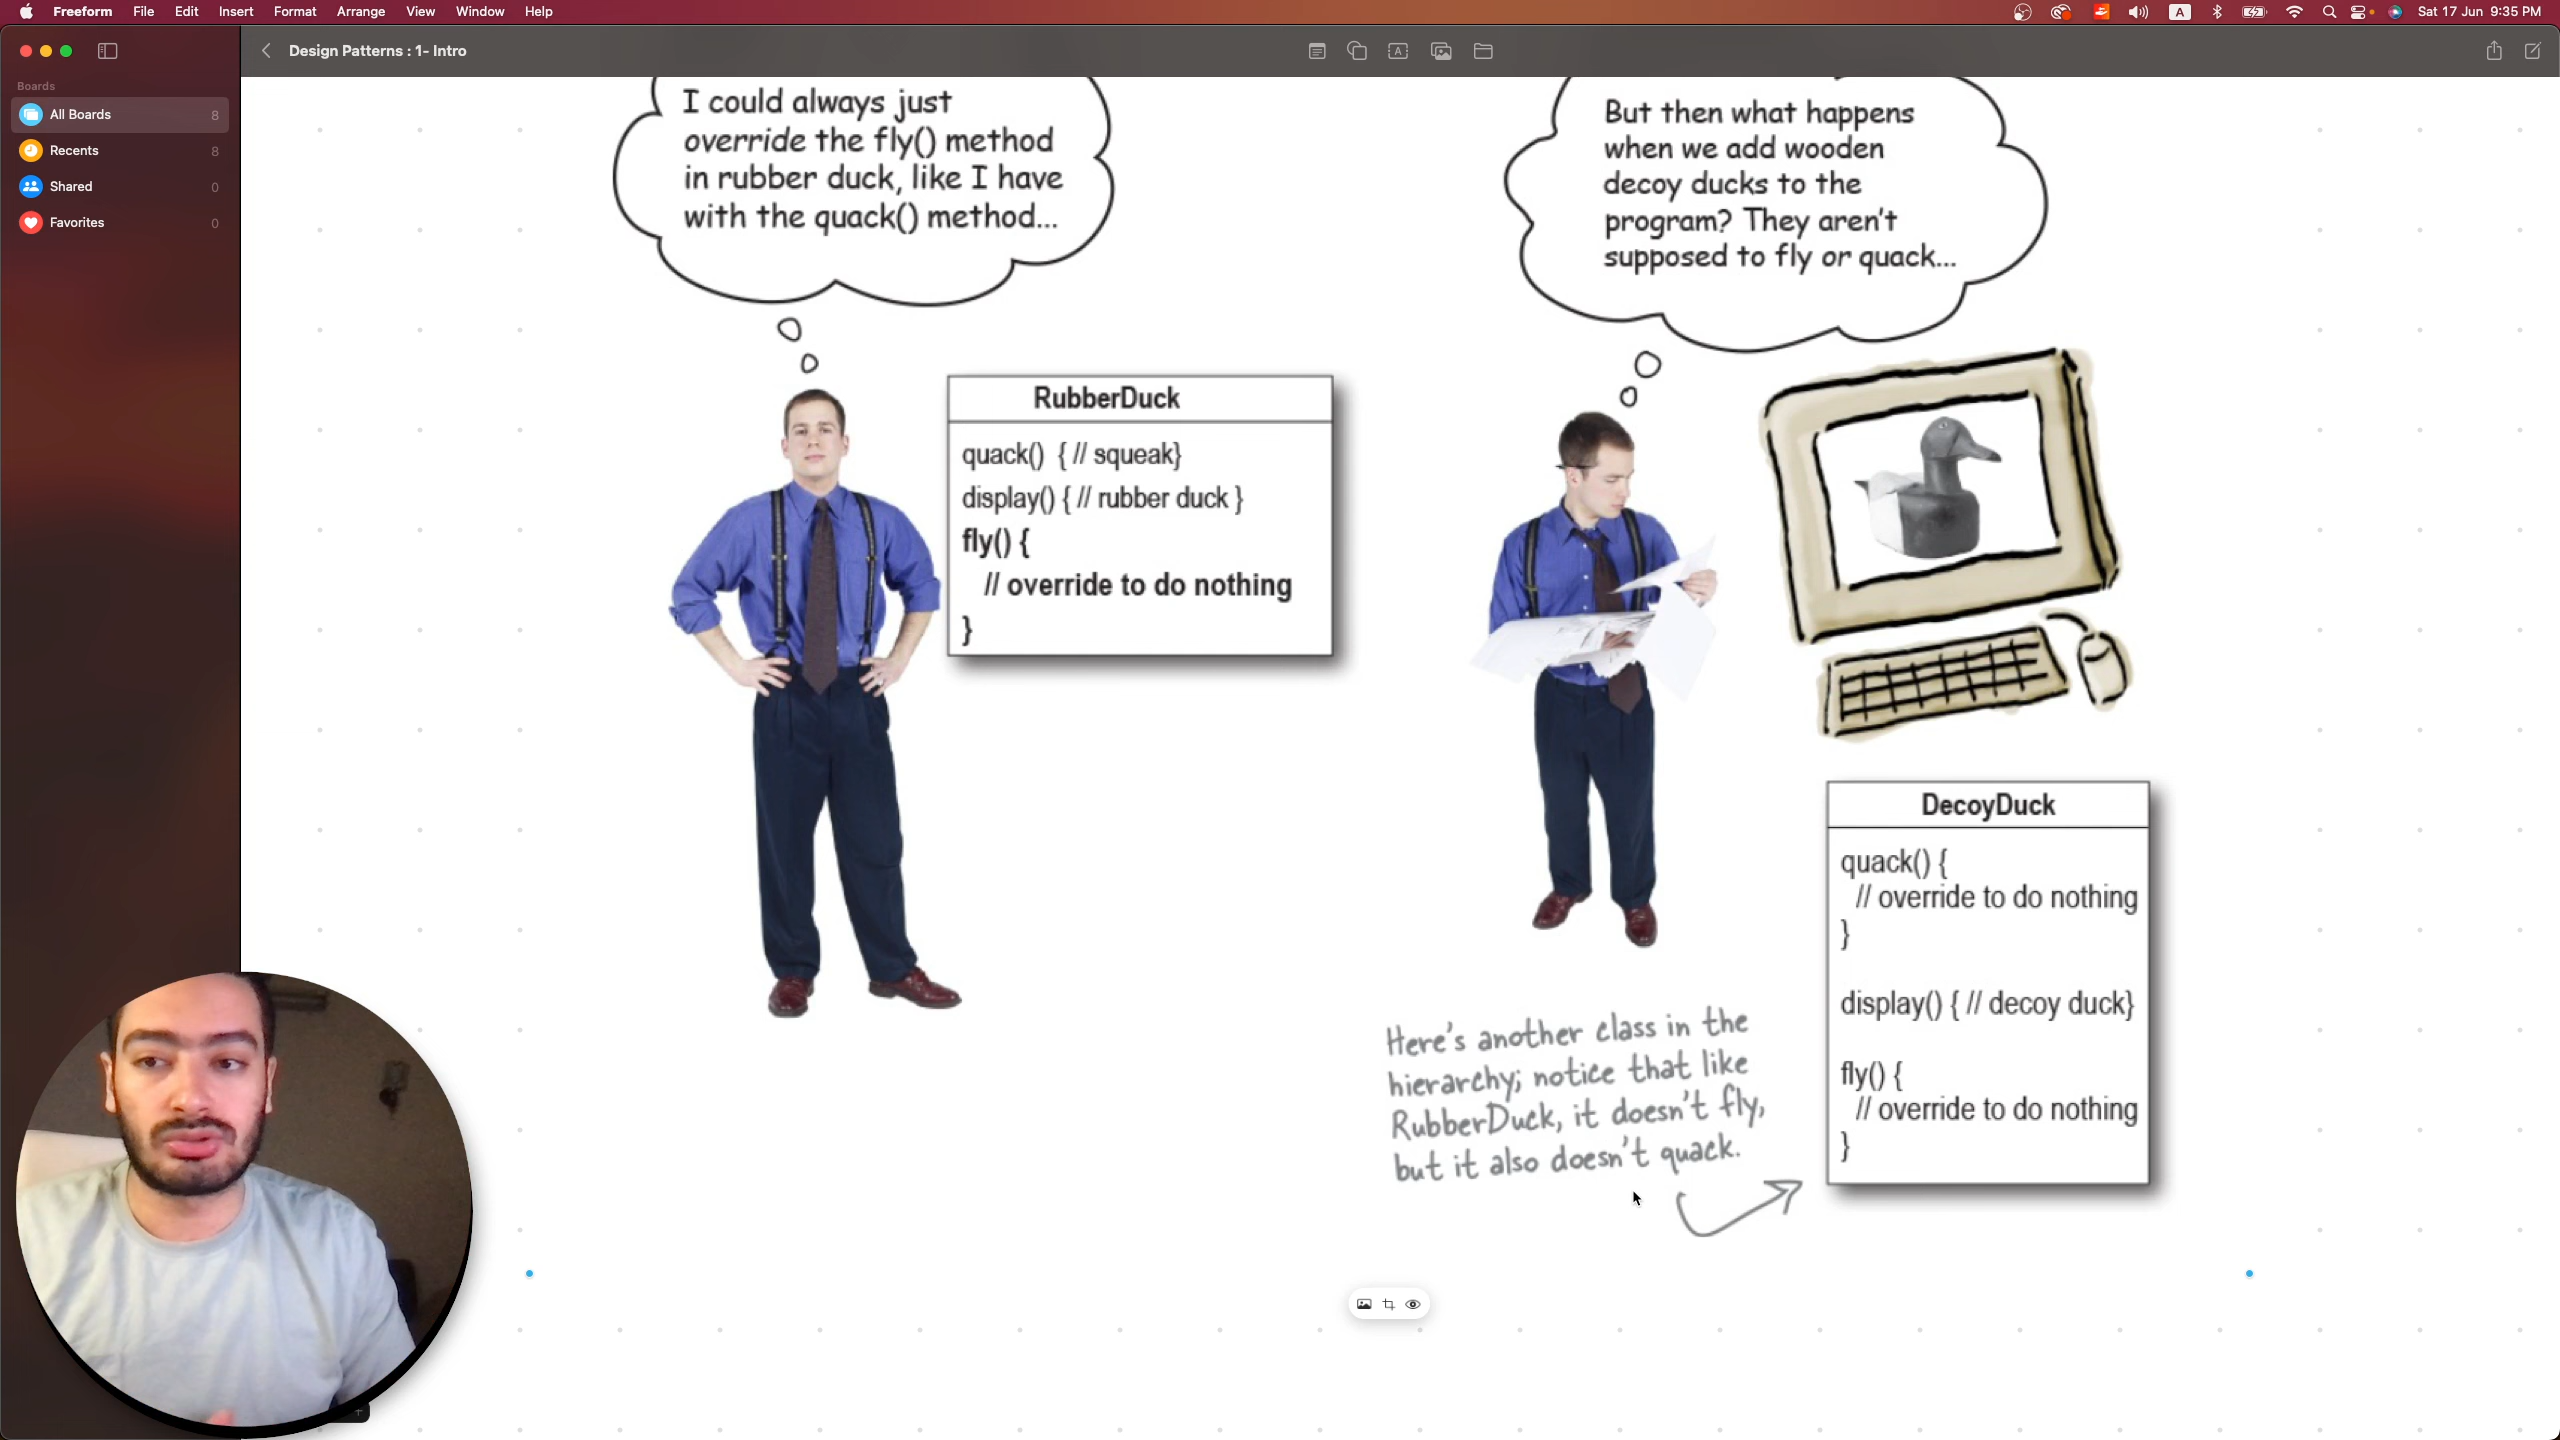 Freeform File Edit Insert Format Arrange View Window Help
A
Sat 17 Jun 9:35 PM
Design Patterns : 1- Intro
A
Boards
All Boards 8
Recents 8
Shared 0
Favorites 0
I could always just
override the fly() method
in rubber duck, like I have
with the quack() method...
But then what happens
when we add wooden
decoy ducks to the
program? They aren't
supposed to fly or quack...
RubberDuck
quack() { // squeak}
display() { // rubber duck }
fly() {
// override to do nothing
}
DecoyDuck
quack() {
// override to do nothing
}
display() { // decoy duck}
fly() {
// override to do nothing
}
Here's another class in the
hierarchy; notice that like
RubberDuck, it doesn't fly,
but it also doesn't quack.